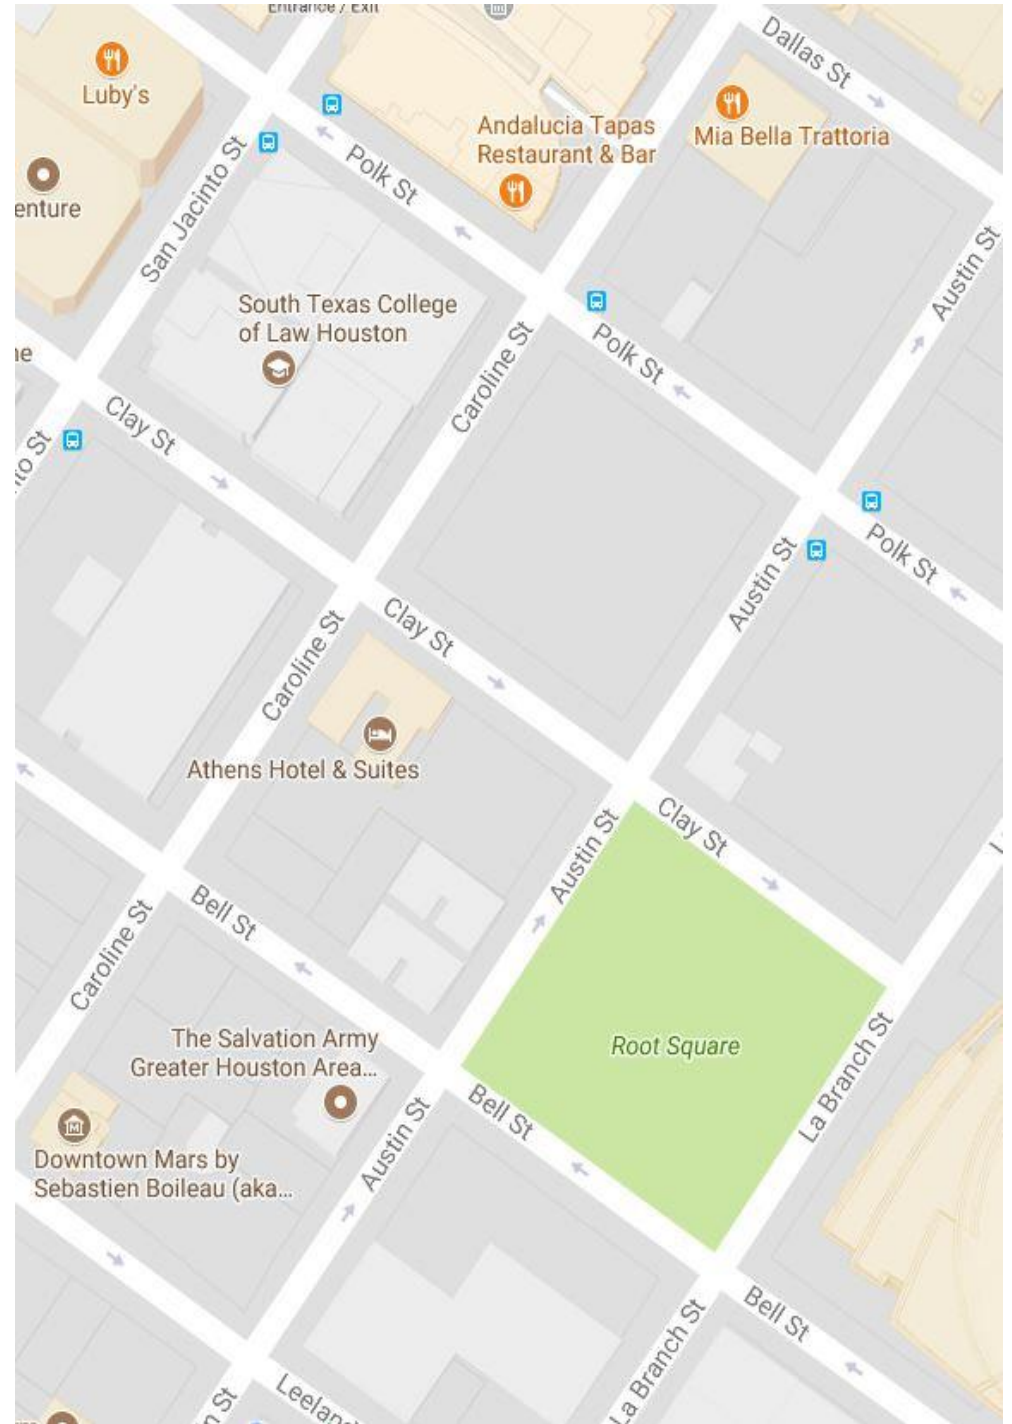 Entrance / Exit
Dallas St
Luby's
Andalucia Tapas
Restaurant & Bar
Mia Bella Trattoria
San Jacinto St
Polk St
enture
Austin St
South Texas College
of Law Houston
Caroline St
Polk St
Clay St
Austin St
Polk St
Clay St
Caroline St
Athens Hotel & Suites
Clay St
Austin St
Bell St
Caroline St
The Salvation Army
Greater Houston Area...
Root Square
La Branch St
Bell St
Austin St
Downtown Mars by
Sebastien Boileau (aka...
Bell St
La Branch St
Leelan